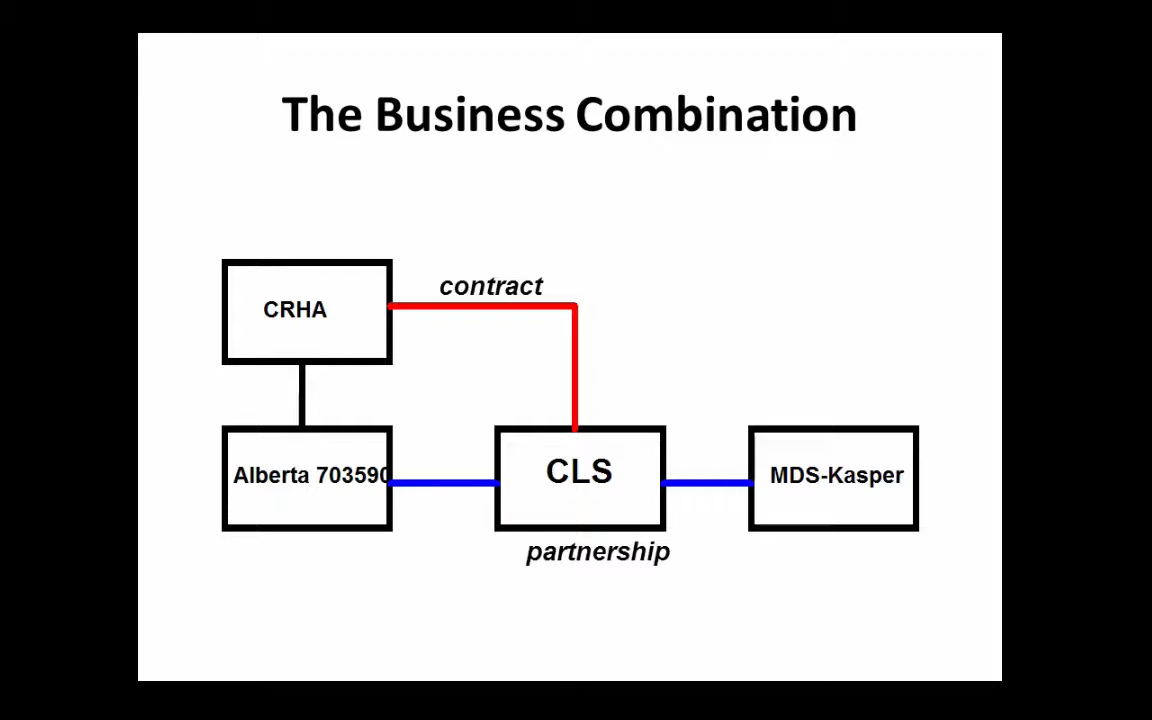 The Business Combination
contract
CRHA
Alberta 703590
CLS
MDS-Kasper
partnership